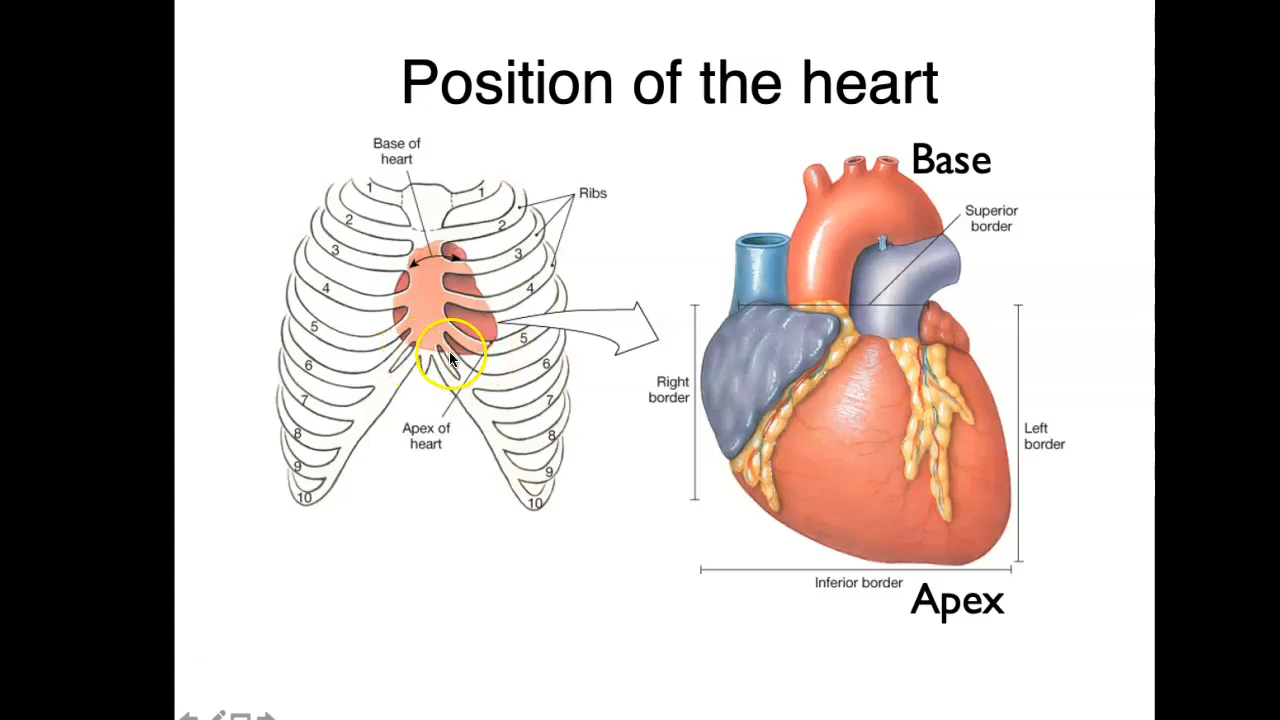 Position of the heart
Base of
heart
1
1
2
2
3
3
4
4
5
5
6
6
7
7
8
8
9
9
10
10
Ribs
Apex of
heart
Base
Superior
border
Right
border
Left
border
Inferior border
Apex